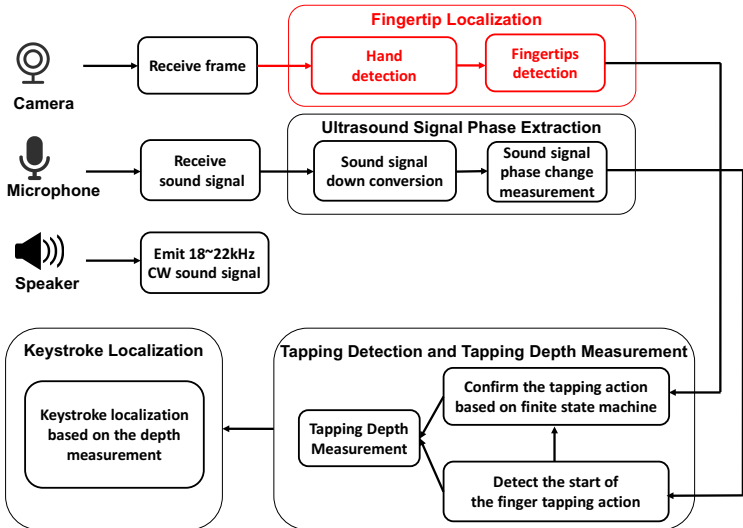 Fingertip Localization
Camera
Receive frame
Hand
detection
Fingertips
detection
Ultrasound Signal Phase Extraction
Microphone
Receive
sound signal
Sound signal
down conversion
Sound signal
phase change
measurement
Speaker
Emit 18~22kHz
CW sound signal
Keystroke Localization
Keystroke localization
based on the depth
measurement
Tapping Detection and Tapping Depth Measurement
Confirm the tapping action
based on finite state machine
Tapping Depth
Measurement
Detect the start of
the finger tapping action